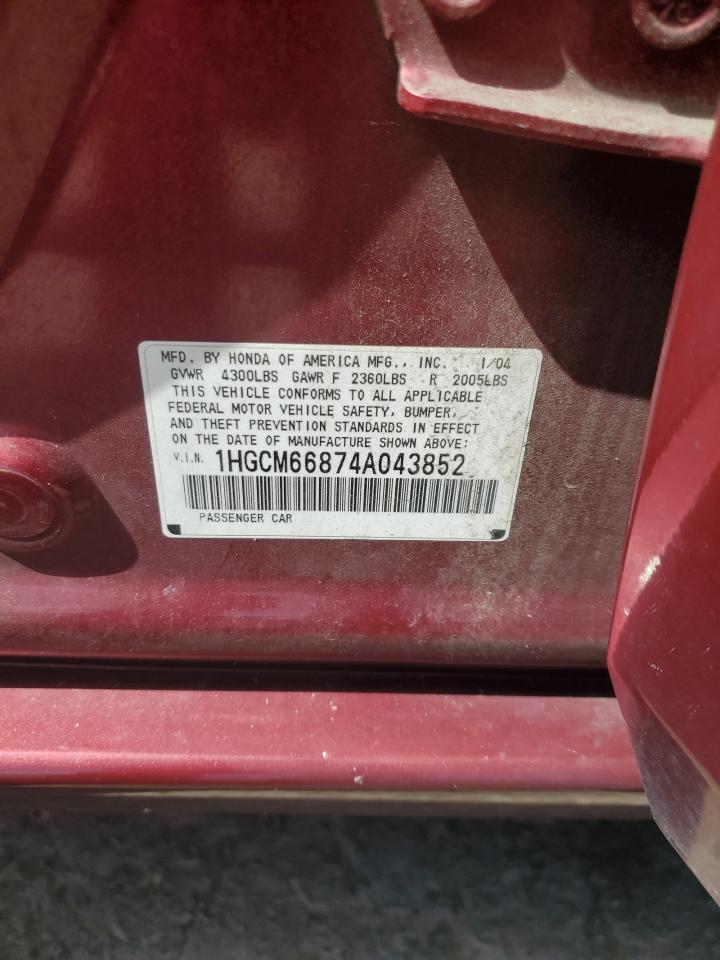 MFD. BY HONDA OF AMERICA MFG., INC. 1/04
GVWR 4300LBS GAWR F 2360LBS R 2005LBS
THIS VEHICLE CONFORMS TO ALL APPLICABLE
FEDERAL MOTOR VEHICLE SAFETY, BUMPER,
AND THEFT PREVENTION STANDARDS IN EFFECT
ON THE DATE OF MANUFACTURE SHOWN ABOVE:
V.I.N. 1HGCM66874A043852
PASSENGER CAR